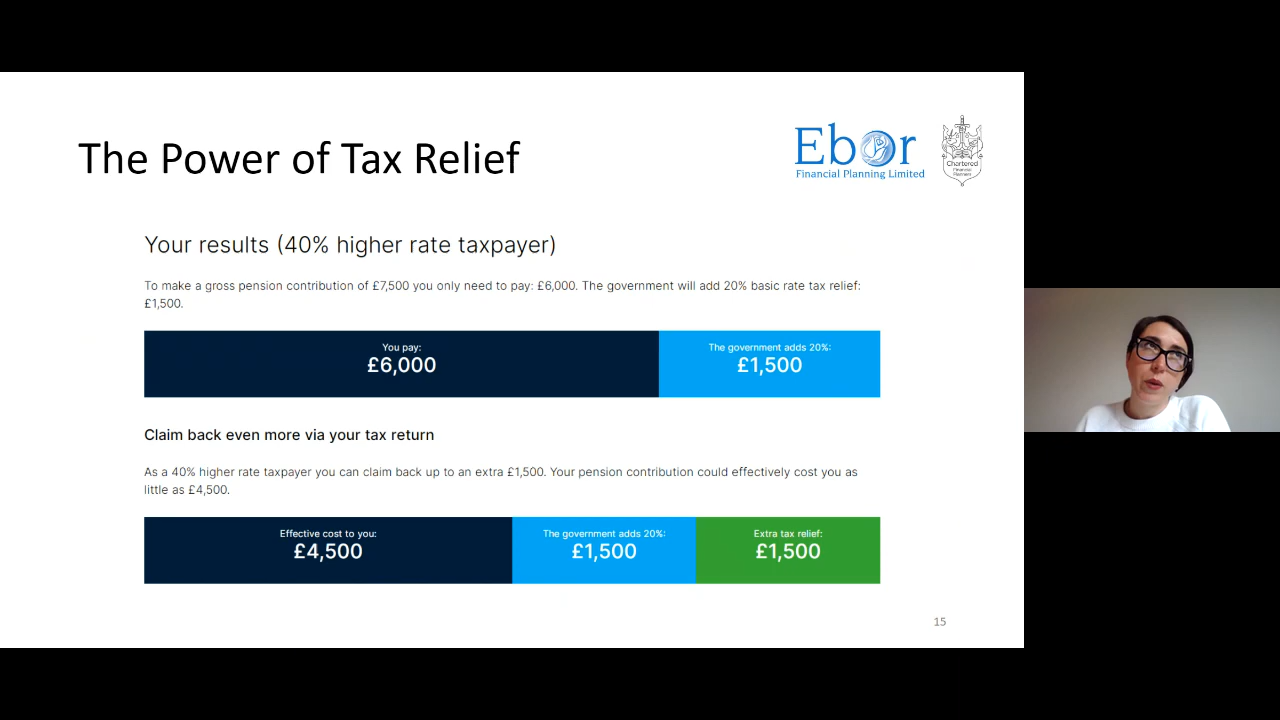 The Power of Tax Relief
Ebor
Financial Planning Limited
Chartered
Financial
Planners
Your results (40% higher rate taxpayer)
To make a gross pension contribution of £7,500 you only need to pay: £6,000. The government will add 20% basic rate tax relief:
£1,500.
You pay:
£6,000
The government adds 20%:
£1,500
Claim back even more via your tax return
As a 40% higher rate taxpayer you can claim back up to an extra £1,500. Your pension contribution could effectively cost you as
little as £4,500.
Effective cost to you:
£4,500
The government adds 20%:
£1,500
Extra tax relief:
£1,500
15